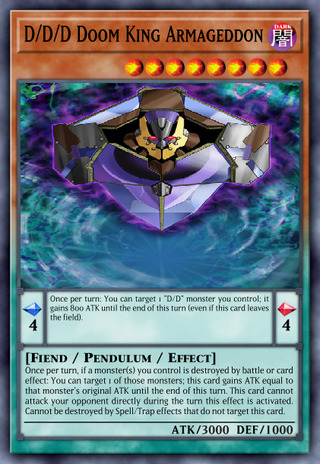 D/D/D Doom King Armageddon
DARK
闇
Once per turn: You can target 1 "D/D" monster you control; it
gains 800 ATK until the end of this turn (even if this card leaves
the field).
4
4
[Fiend / Pendulum / Effect]
Once per turn, if a monster(s) you control is destroyed by battle or card
effect: You can target 1 of those monsters; this card gains ATK equal to
that monster's original ATK until the end of this turn. This card cannot
attack your opponent directly during the turn this effect is activated.
Cannot be destroyed by Spell/Trap effects that do not target this card.
ATK/3000 DEF/1000